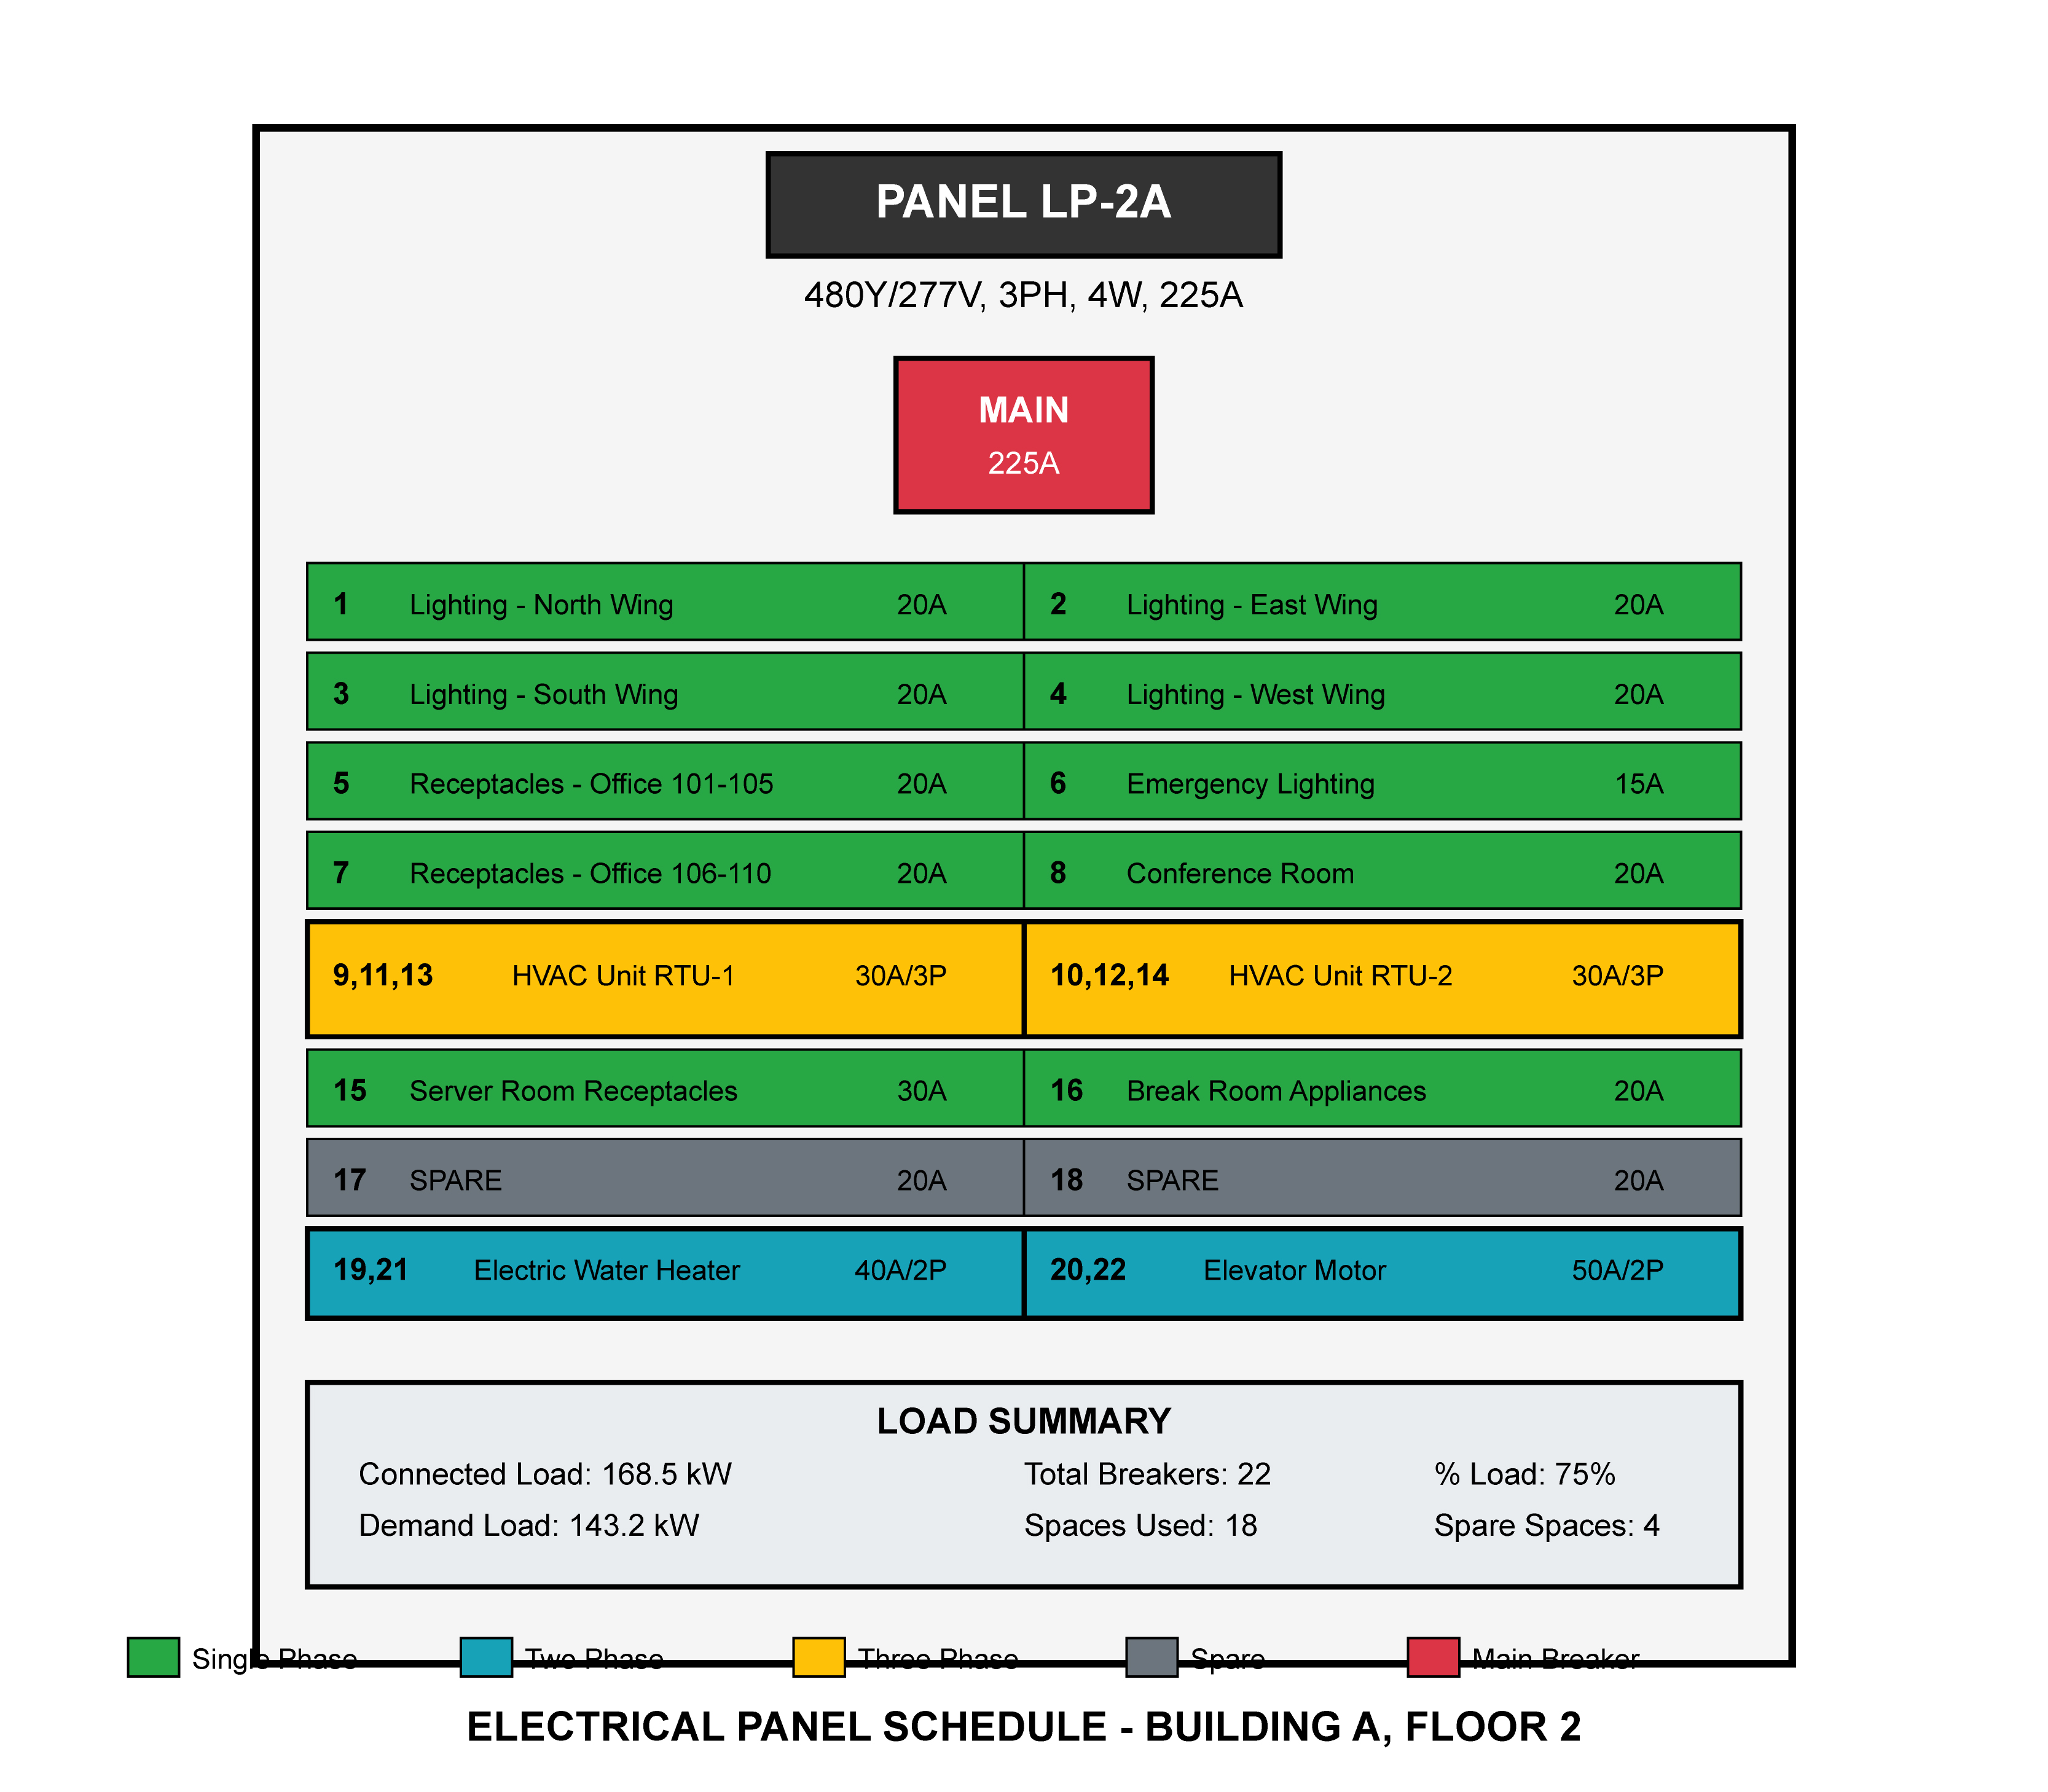 PANEL LP-2A
480Y/277V, 3PH, 4W, 225A
MAIN
225A
1 Lighting - North Wing 20A 2 Lighting - East Wing 20A
3 Lighting - South Wing 20A 4 Lighting - West Wing 20A
5 Receptacles - Office 101-105 20A 6 Emergency Lighting 15A
7 Receptacles - Office 106-110 20A 8 Conference Room 20A
9,11,13 HVAC Unit RTU-1 30A/3P 10,12,14 HVAC Unit RTU-2 30A/3P
15 Server Room Receptacles 30A 16 Break Room Appliances 20A
17 SPARE 20A 18 SPARE 20A
19,21 Electric Water Heater 40A/2P 20,22 Elevator Motor 50A/2P
LOAD SUMMARY
Connected Load: 168.5 kW Total Breakers: 22 % Load: 75%
Demand Load: 143.2 kW Spaces Used: 18 Spare Spaces: 4
Single Phase Two Phase Three Phase Spare Main Breaker
ELECTRICAL PANEL SCHEDULE - BUILDING A, FLOOR 2